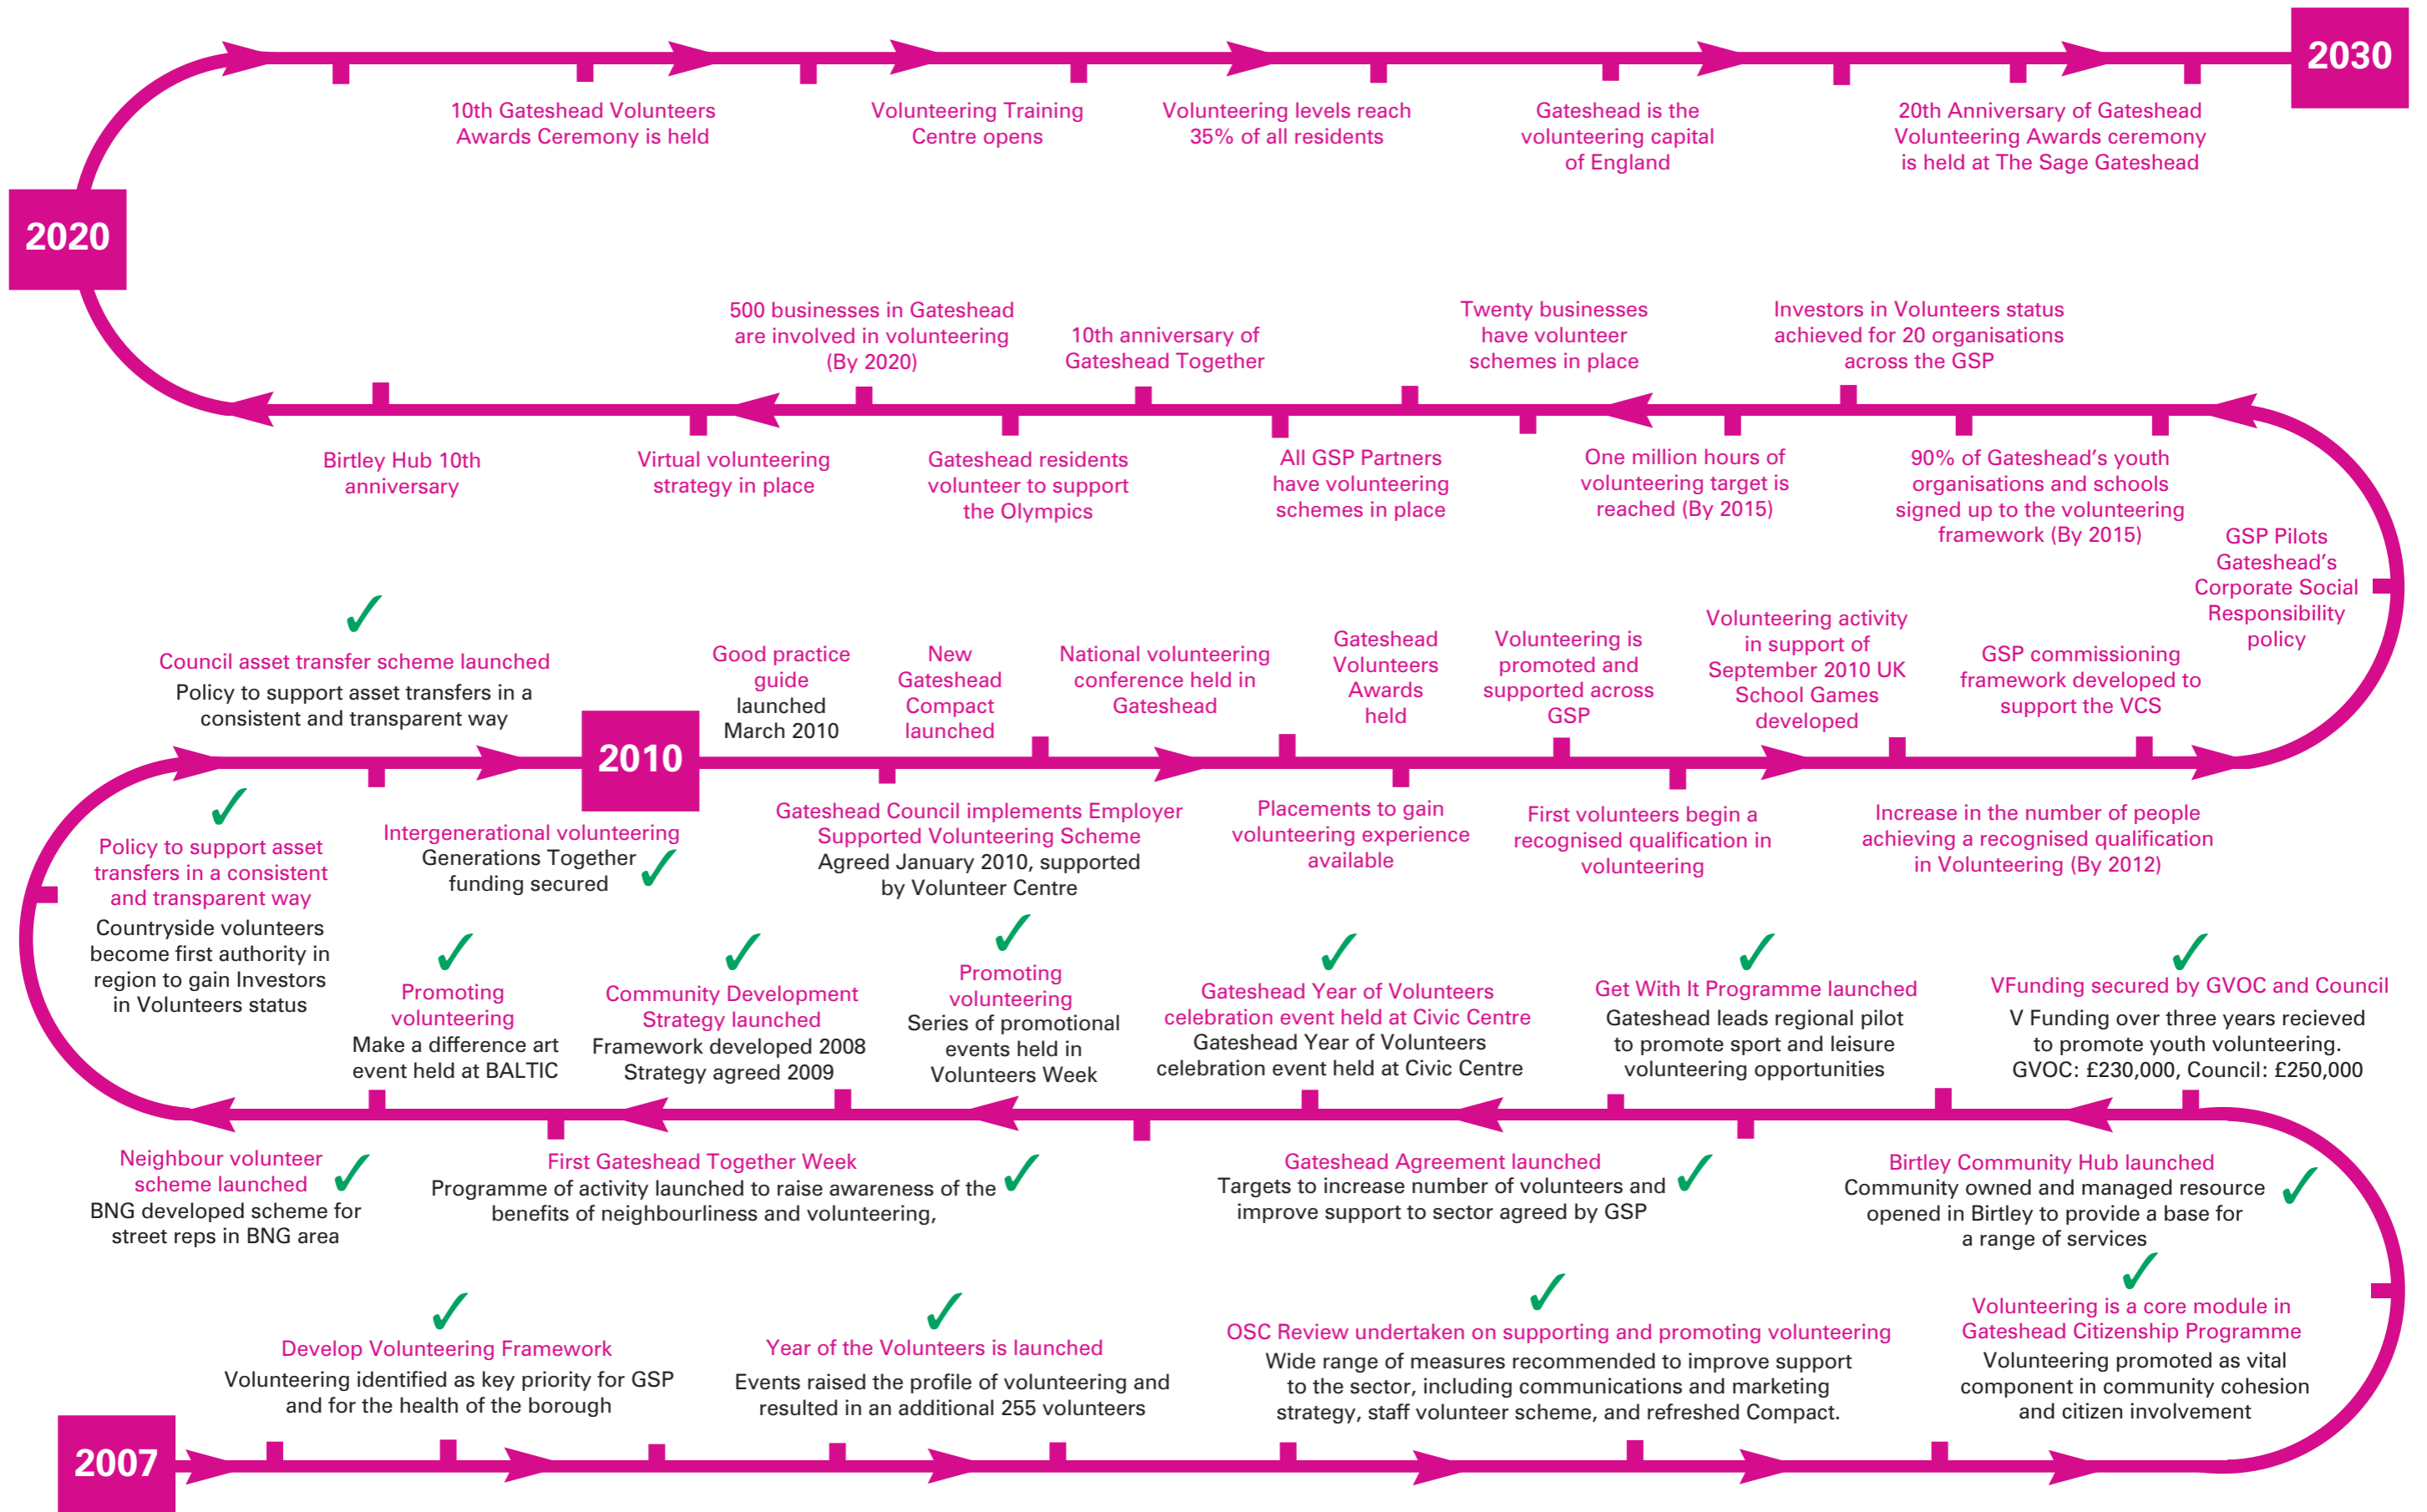 2030
10th Gateshead Volunteers
Awards Ceremony is held
Volunteering Training
Centre opens
Volunteering levels reach
35% of all residents
Gateshead is the
volunteering capital
of England
20th Anniversary of Gateshead
Volunteering Awards ceremony
is held at The Sage Gateshead
2020
500 businesses in Gateshead
are involved in volunteering
(By 2020)
10th anniversary of
Gateshead Together
Twenty businesses
have volunteer
schemes in place
Investors in Volunteers status
achieved for 20 organisations
across the GSP
Birtley Hub 10th
anniversary
Virtual volunteering
strategy in place
Gateshead residents
volunteer to support
the Olympics
All GSP Partners
have volunteering
schemes in place
One million hours of
volunteering target is
reached (By 2015)
90% of Gateshead's youth
organisations and schools
signed up to the volunteering
framework (By 2015)
GSP Pilots
Gateshead's
Corporate Social
Responsibility
policy
Council asset transfer scheme launched
Policy to support asset transfers in a
consistent and transparent way
2010
Good practice
guide
launched
March 2010
New
Gateshead
Compact
launched
National volunteering
conference held in
Gateshead
Gateshead
Volunteers
Awards
held
Volunteering is
promoted and
supported across
GSP
Volunteering activity
in support of
September 2010 UK
School Games
developed
GSP commissioning
framework developed to
support the VCS
Policy to support asset
transfers in a consistent
and transparent way
Countryside volunteers
become first authority in
region to gain Investors
in Volunteers status
Intergenerational volunteering
Generations Together
funding secured
Gateshead Council implements Employer
Supported Volunteering Scheme
Agreed January 2010, supported
by Volunteer Centre
Placements to gain
volunteering experience
available
First volunteers begin a
recognised qualification in
volunteering
Increase in the number of people
achieving a recognised qualification
in Volunteering (By 2012)
Promoting
volunteering
Make a difference art
event held at BALTIC
Community Development
Strategy launched
Framework developed 2008
Strategy agreed 2009
Promoting
volunteering
Series of promotional
events held in
Volunteers Week
Gateshead Year of Volunteers
celebration event held at Civic Centre
Gateshead Year of Volunteers
celebration event held at Civic Centre
Get With It Programme launched
Gateshead leads regional pilot
to promote sport and leisure
volunteering opportunities
VFunding secured by GVOC and Council
V Funding over three years recieved
to promote youth volunteering.
GVOC: £230,000, Council: £250,000
Neighbour volunteer
scheme launched
BNG developed scheme for
street reps in BNG area
First Gateshead Together Week
Programme of activity launched to raise awareness of the
benefits of neighbourliness and volunteering,
Gateshead Agreement launched
Targets to increase number of volunteers and
improve support to sector agreed by GSP
Birtley Community Hub launched
Community owned and managed resource
opened in Birtley to provide a base for
a range of services
Develop Volunteering Framework
Volunteering identified as key priority for GSP
and for the health of the borough
Year of the Volunteers is launched
Events raised the profile of volunteering and
resulted in an additional 255 volunteers
OSC Review undertaken on supporting and promoting volunteering
Wide range of measures recommended to improve support
to the sector, including communications and marketing
strategy, staff volunteer scheme, and refreshed Compact.
Volunteering is a core module in
Gateshead Citizenship Programme
Volunteering promoted as vital
component in community cohesion
and citizen involvement
2007